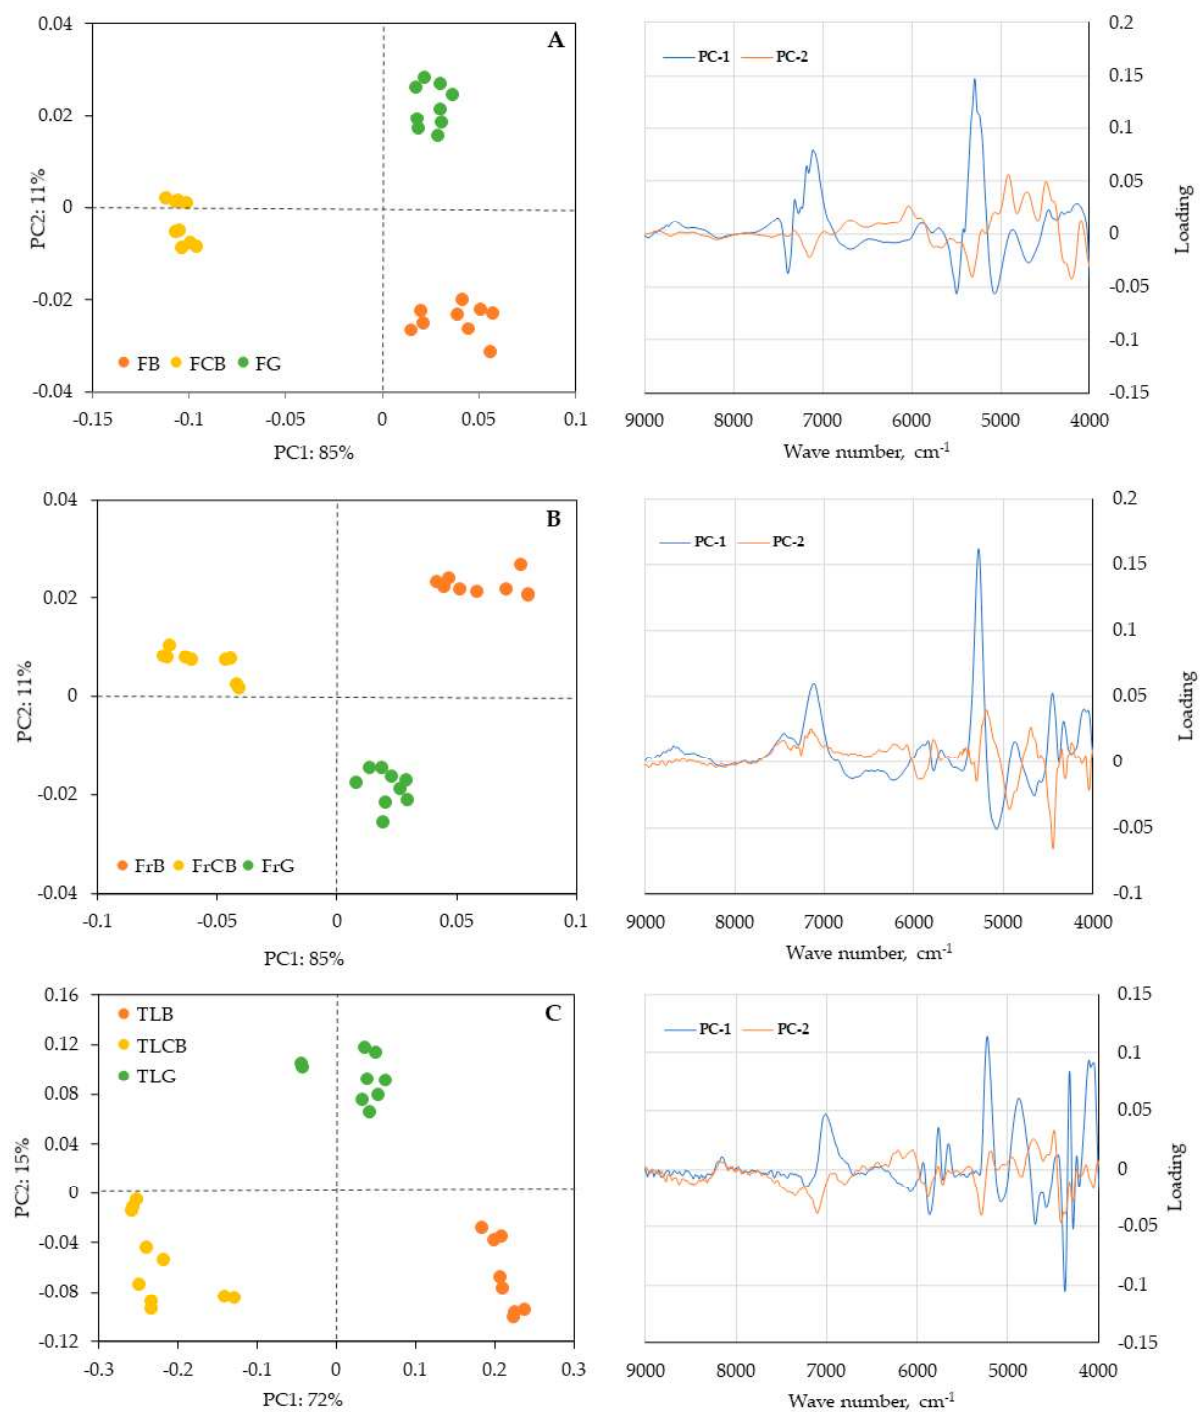 0.04
A
0.02
0
-0.02
-0.04
PC2: 11%
FB FCB FG
-0.15 -0.1 -0.05 0 0.05 0.1
PC1: 85%
PC-1 PC-2
0.2
0.15
0.1
0.05
0
-0.05
-0.1
-0.15
Loading
9000 8000 7000 6000 5000 4000
Wave number, cm-1
0.04
B
0.02
0
-0.02
-0.04
PC2: 11%
FrB FrCB FrG
-0.1 -0.05 0 0.05 0.1
PC1: 85%
PC-1 PC-2
0.2
0.15
0.1
0.05
0
-0.05
-0.1
Loading
9000 8000 7000 6000 5000 4000
Wave number, cm-1
0.16
C
0.12
0.08
0.04
0
-0.04
-0.08
-0.12
PC2: 15%
TLB
TLCB
TLG
-0.3 -0.2 -0.1 0 0.1 0.2 0.3
PC1: 72%
PC-1 PC-2
0.15
0.1
0.05
0
-0.05
-0.1
-0.15
Loading
9000 8000 7000 6000 5000 4000
Wave number, cm-1